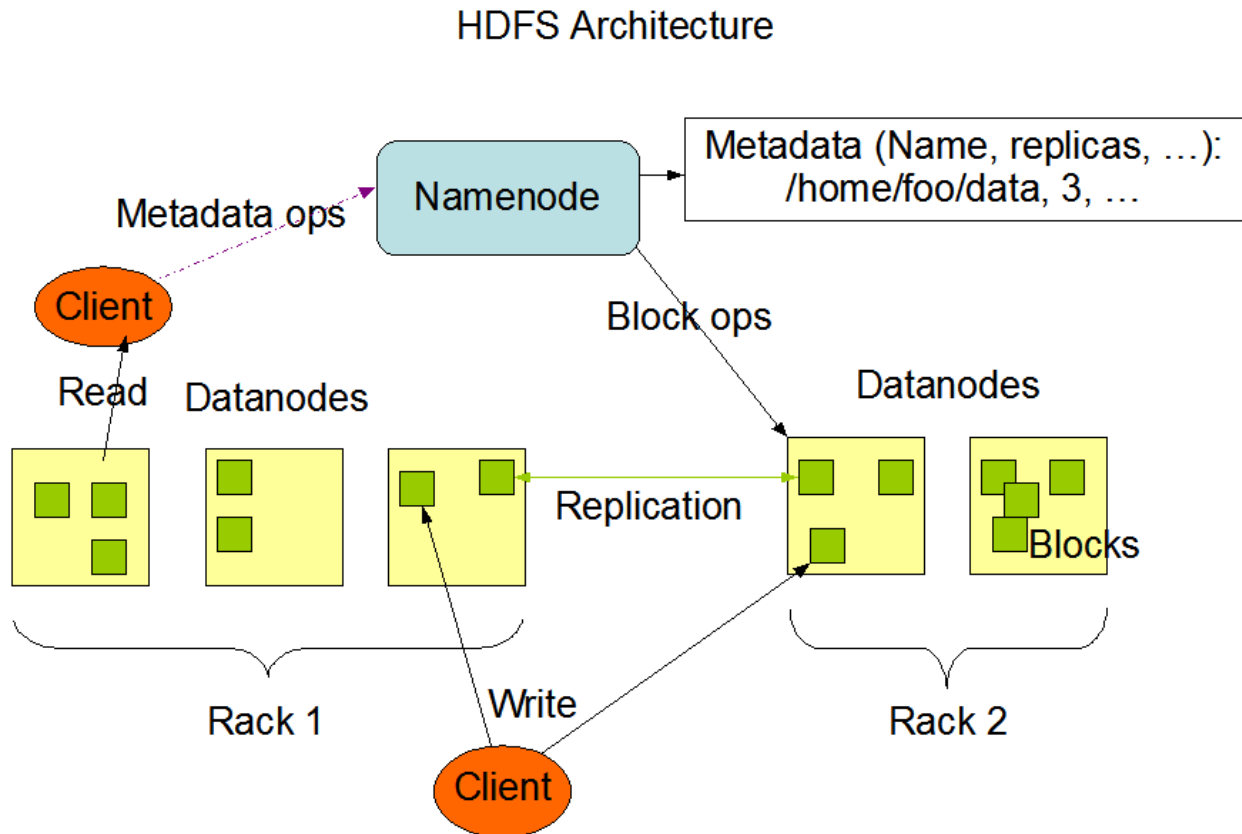 HDFS Architecture
Metadata (Name, replicas, …):
/home/foo/data, 3, …
Namenode
Metadata ops
Client
Block ops
Read
Datanodes
Datanodes
Replication
Blocks
Rack 1
Write
Rack 2
Client